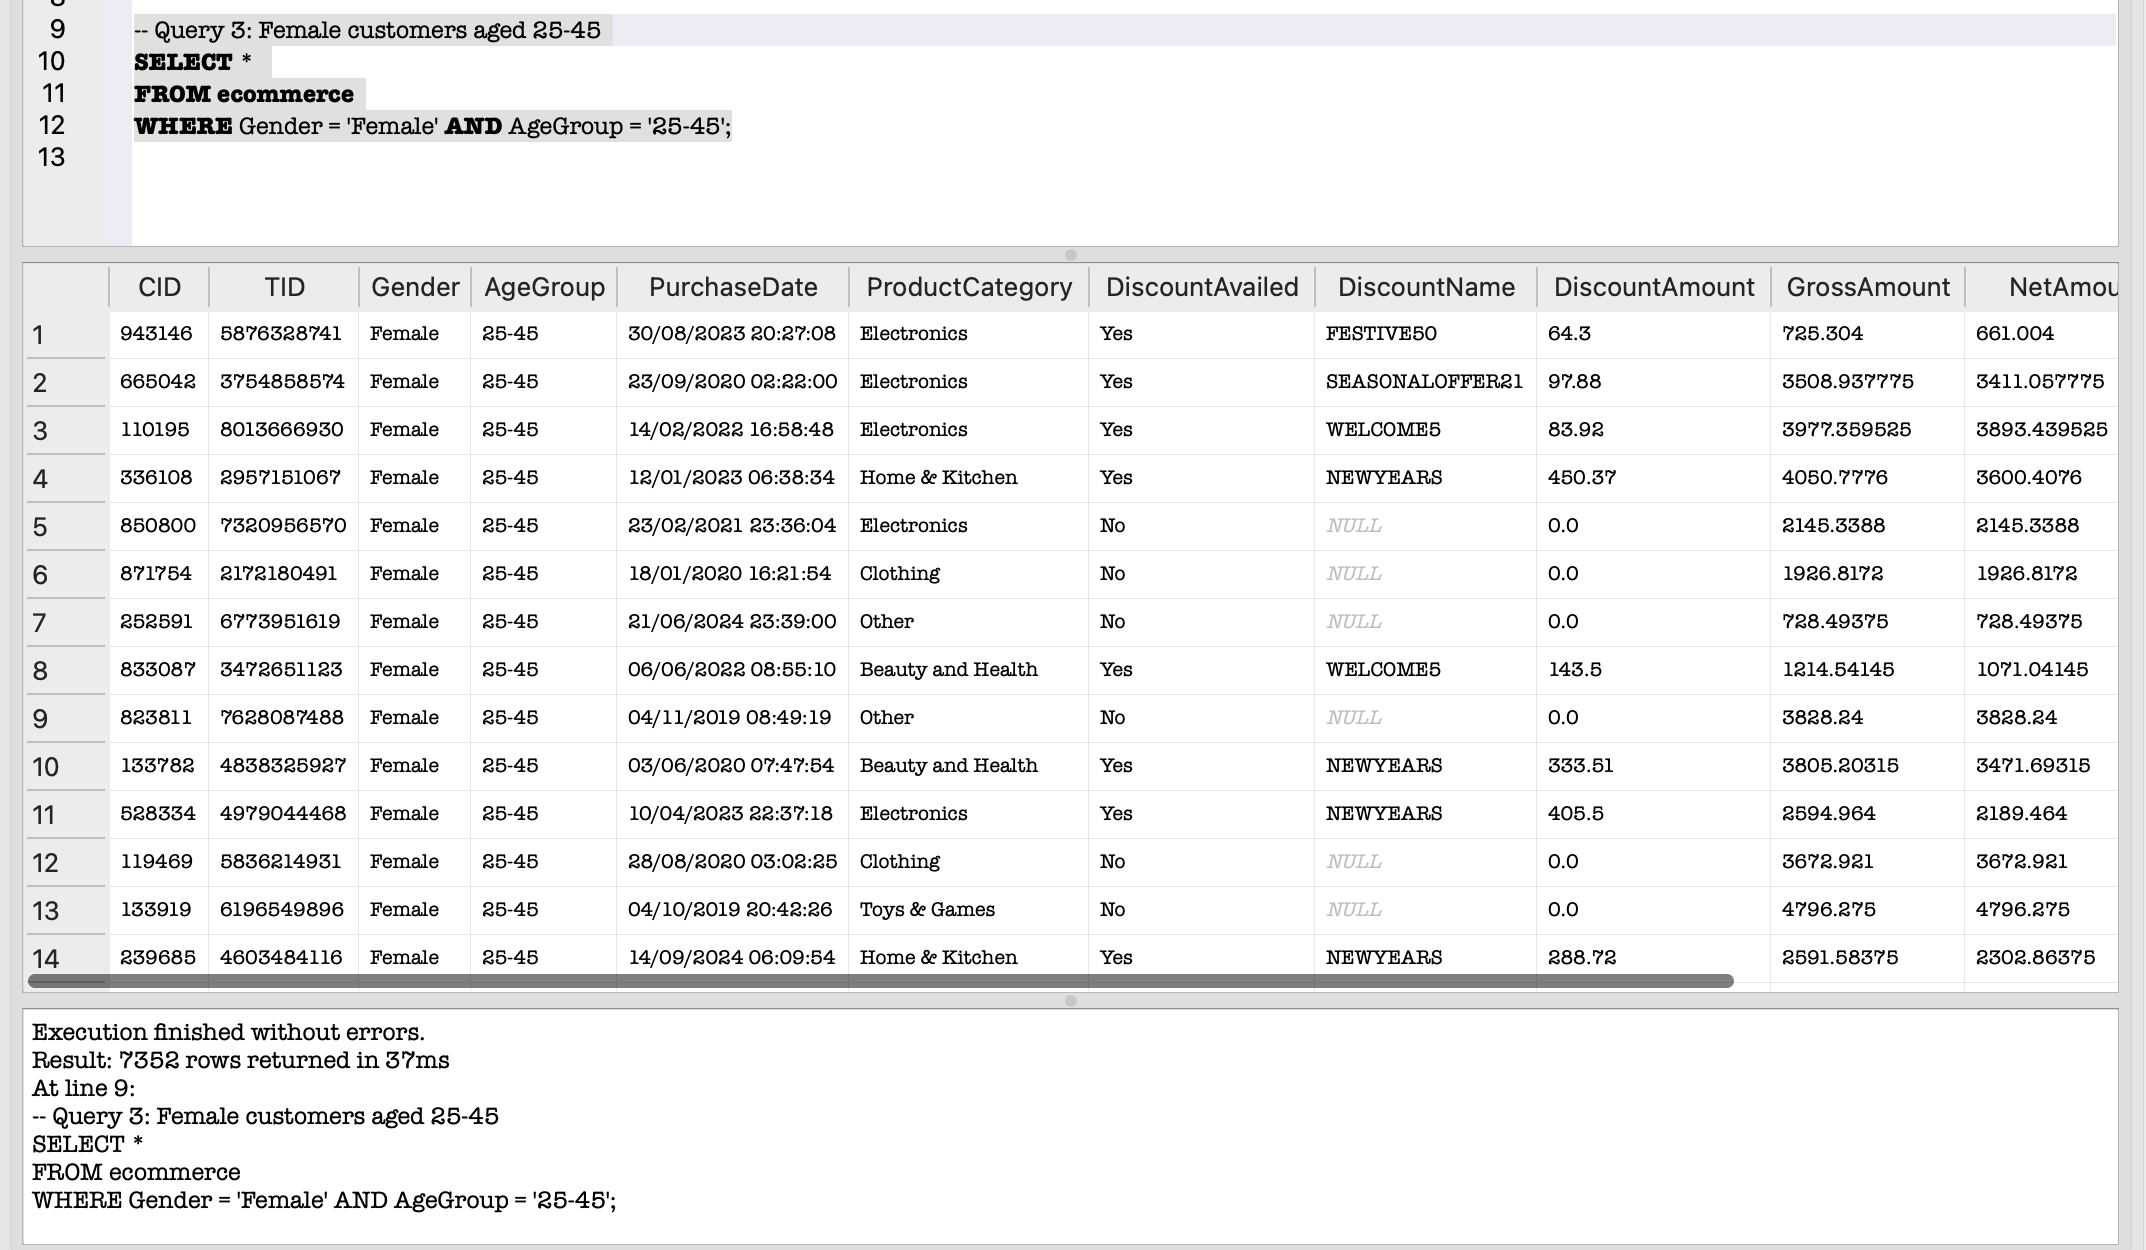 9 -- Query 3: Female customers aged 25-45
10 SELECT *
11 FROM ecommerce
12 WHERE Gender = 'Female' AND AgeGroup = '25-45';
13
CID TID Gender AgeGroup PurchaseDate ProductCategory DiscountAvailed DiscountName DiscountAmount GrossAmount NetAmou
1 943146 5876328741 Female 25-45 30/08/2023 20:27:08 Electronics Yes FESTIVE50 64.3 725.304 661.004
2 665042 3754858574 Female 25-45 23/09/2020 02:22:00 Electronics Yes SEASONALOFFER21 97.88 3508.937775 3411.057775
3 110195 8013666930 Female 25-45 14/02/2022 16:58:48 Electronics Yes WELCOME5 83.92 3977.359525 3893.439525
4 336108 2957151067 Female 25-45 12/01/2023 06:38:34 Home & Kitchen Yes NEWYEARS 450.37 4050.7776 3600.4076
5 850800 7320956570 Female 25-45 23/02/2021 23:36:04 Electronics No NULL 0.0 2145.3388 2145.3388
6 871754 2172180491 Female 25-45 18/01/2020 16:21:54 Clothing No NULL 0.0 1926.8172 1926.8172
7 252591 6773951619 Female 25-45 21/06/2024 23:39:00 Other No NULL 0.0 728.49375 728.49375
8 833087 3472651123 Female 25-45 06/06/2022 08:55:10 Beauty and Health Yes WELCOME5 143.5 1214.54145 1071.04145
9 823811 7628087488 Female 25-45 04/11/2019 08:49:19 Other No NULL 0.0 3828.24 3828.24
10 133782 4838325927 Female 25-45 03/06/2020 07:47:54 Beauty and Health Yes NEWYEARS 333.51 3805.20315 3471.69315
11 528334 4979044468 Female 25-45 10/04/2023 22:37:18 Electronics Yes NEWYEARS 405.5 2594.964 2189.464
12 119469 5836214931 Female 25-45 28/08/2020 03:02:25 Clothing No NULL 0.0 3672.921 3672.921
13 133919 6196549896 Female 25-45 04/10/2019 20:42:26 Toys & Games No NULL 0.0 4796.275 4796.275
14 239685 4603484116 Female 25-45 14/09/2024 06:09:54 Home & Kitchen Yes NEWYEARS 288.72 2591.58375 2302.86375
Execution finished without errors.
Result: 7352 rows returned in 37ms
At line 9:
-- Query 3: Female customers aged 25-45
SELECT *
FROM ecommerce
WHERE Gender = 'Female' AND AgeGroup = '25-45';